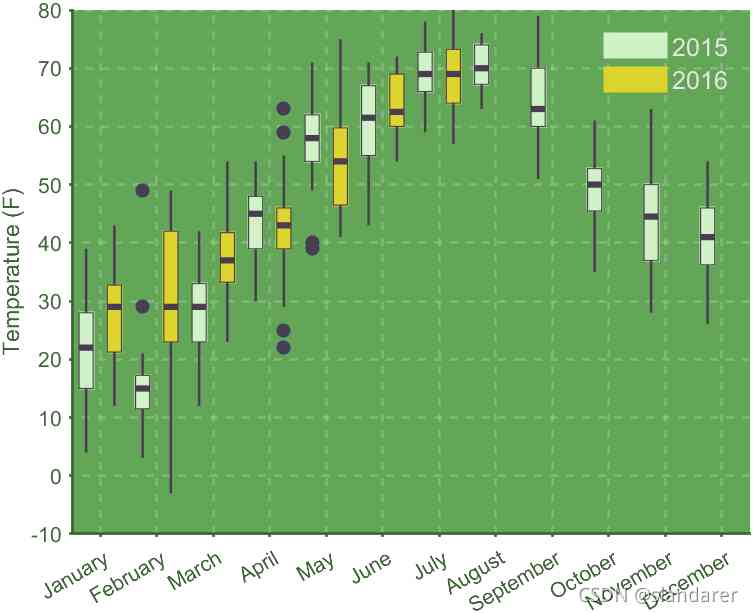 80
70
60
50
40
30
20
10
0
-10
Temperature (F)
2015
2016
January
February
March
April
May
June
July
August
September
October
November
December
CSDN @standarer